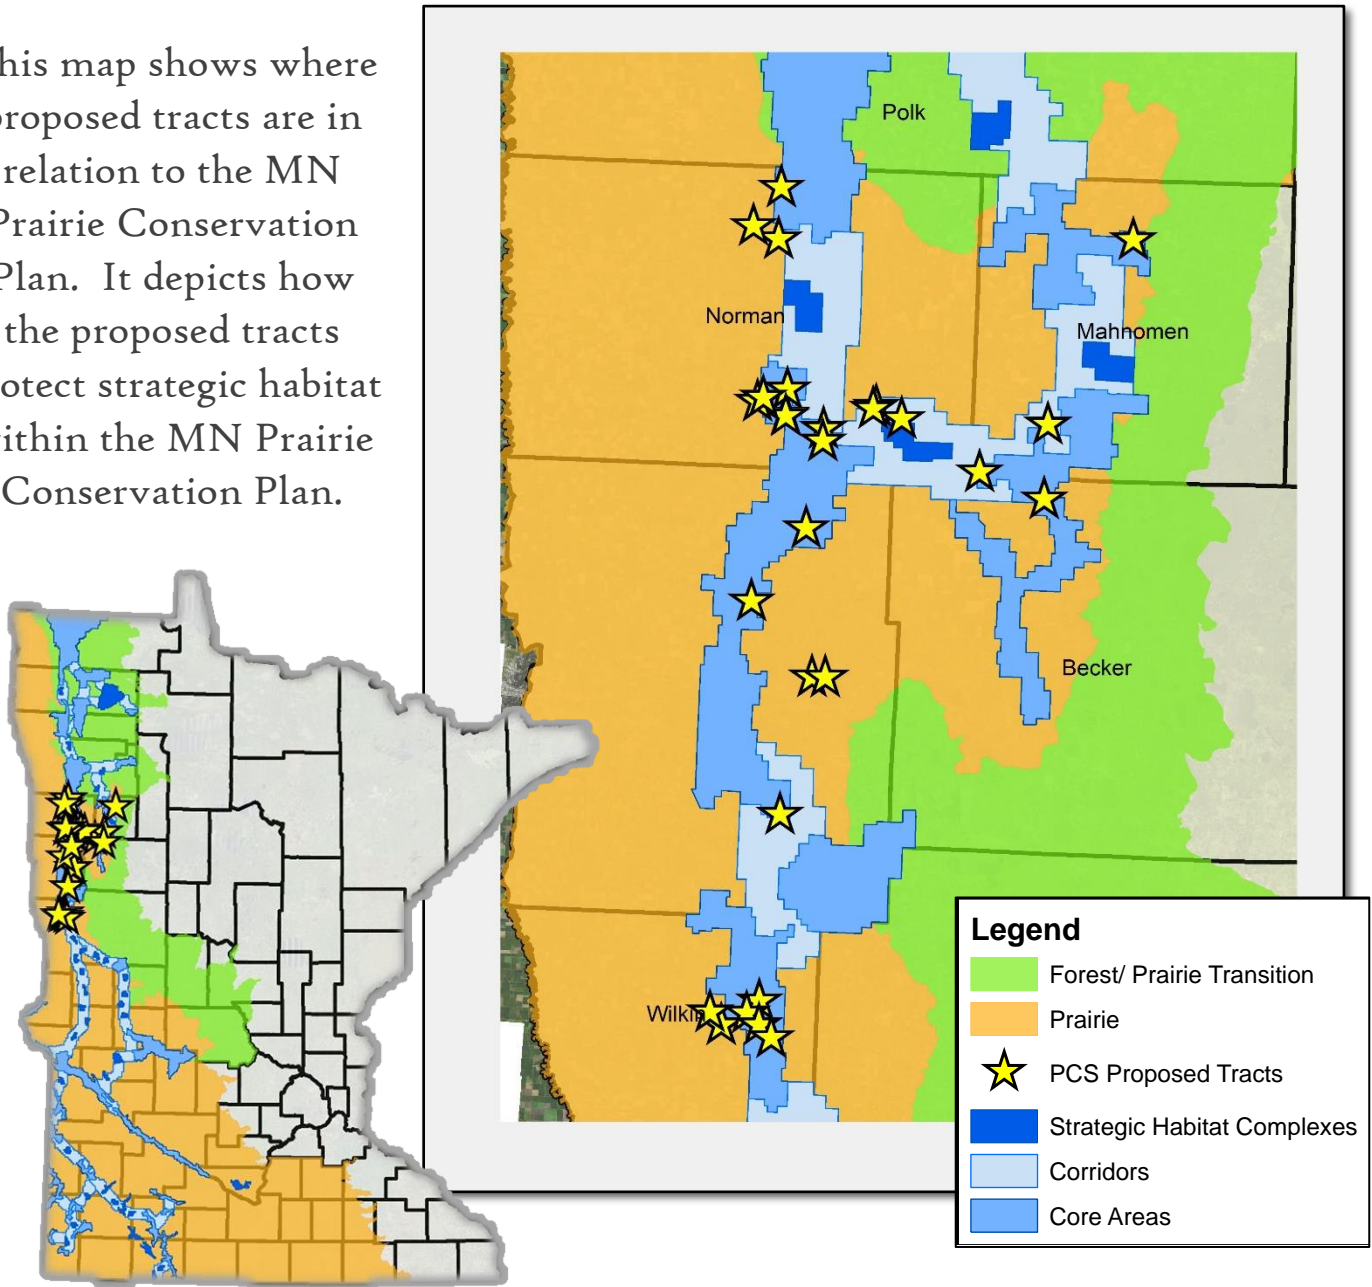 his map shows where
proposed tracts are in
relation to the MN
Prairie Conservation
Plan. It depicts how
the proposed tracts
otect strategic habitat
within the MN Prairie
Conservation Plan.
Polk
Norman
Mahnomen
Becker
Wilki
Legend
Forest/ Prairie Transition
Prairie
PCS Proposed Tracts
Strategic Habitat Complexes
Corridors
Core Areas